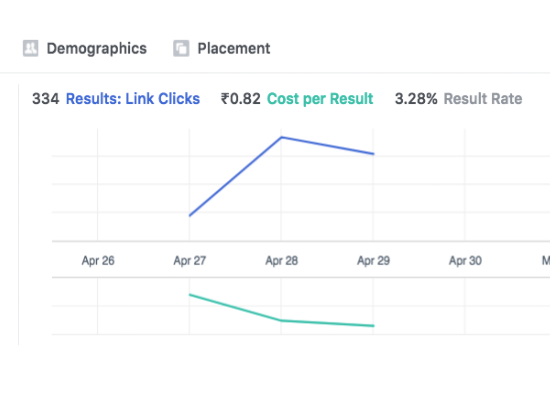 Demographics Placement
334 Results: Link Clicks ₹0.82 Cost per Result 3.28% Result Rate
Apr 26 Apr 27 Apr 28 Apr 29 Apr 30 M